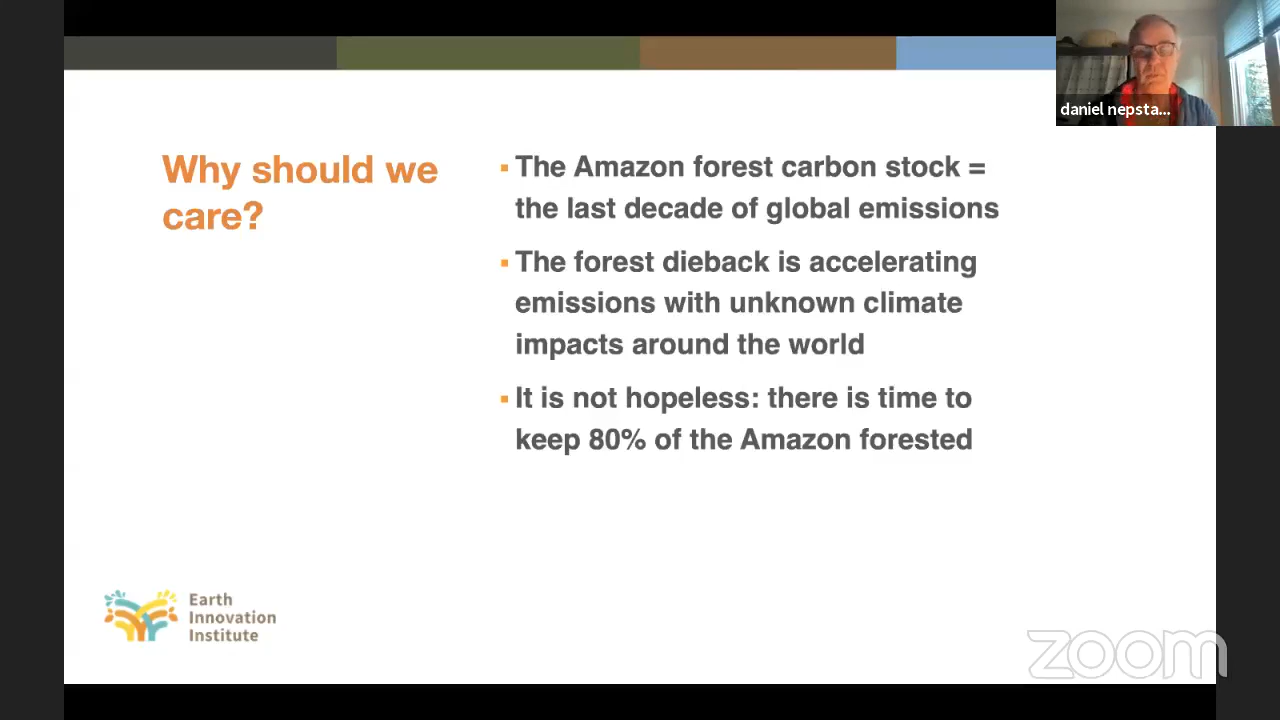 daniel nepsta...
Why should we
care?
▪ The Amazon forest carbon stock =
the last decade of global emissions
▪ The forest dieback is accelerating
emissions with unknown climate
impacts around the world
▪ It is not hopeless: there is time to
keep 80% of the Amazon forested
Earth
Innovation
Institute
zoom